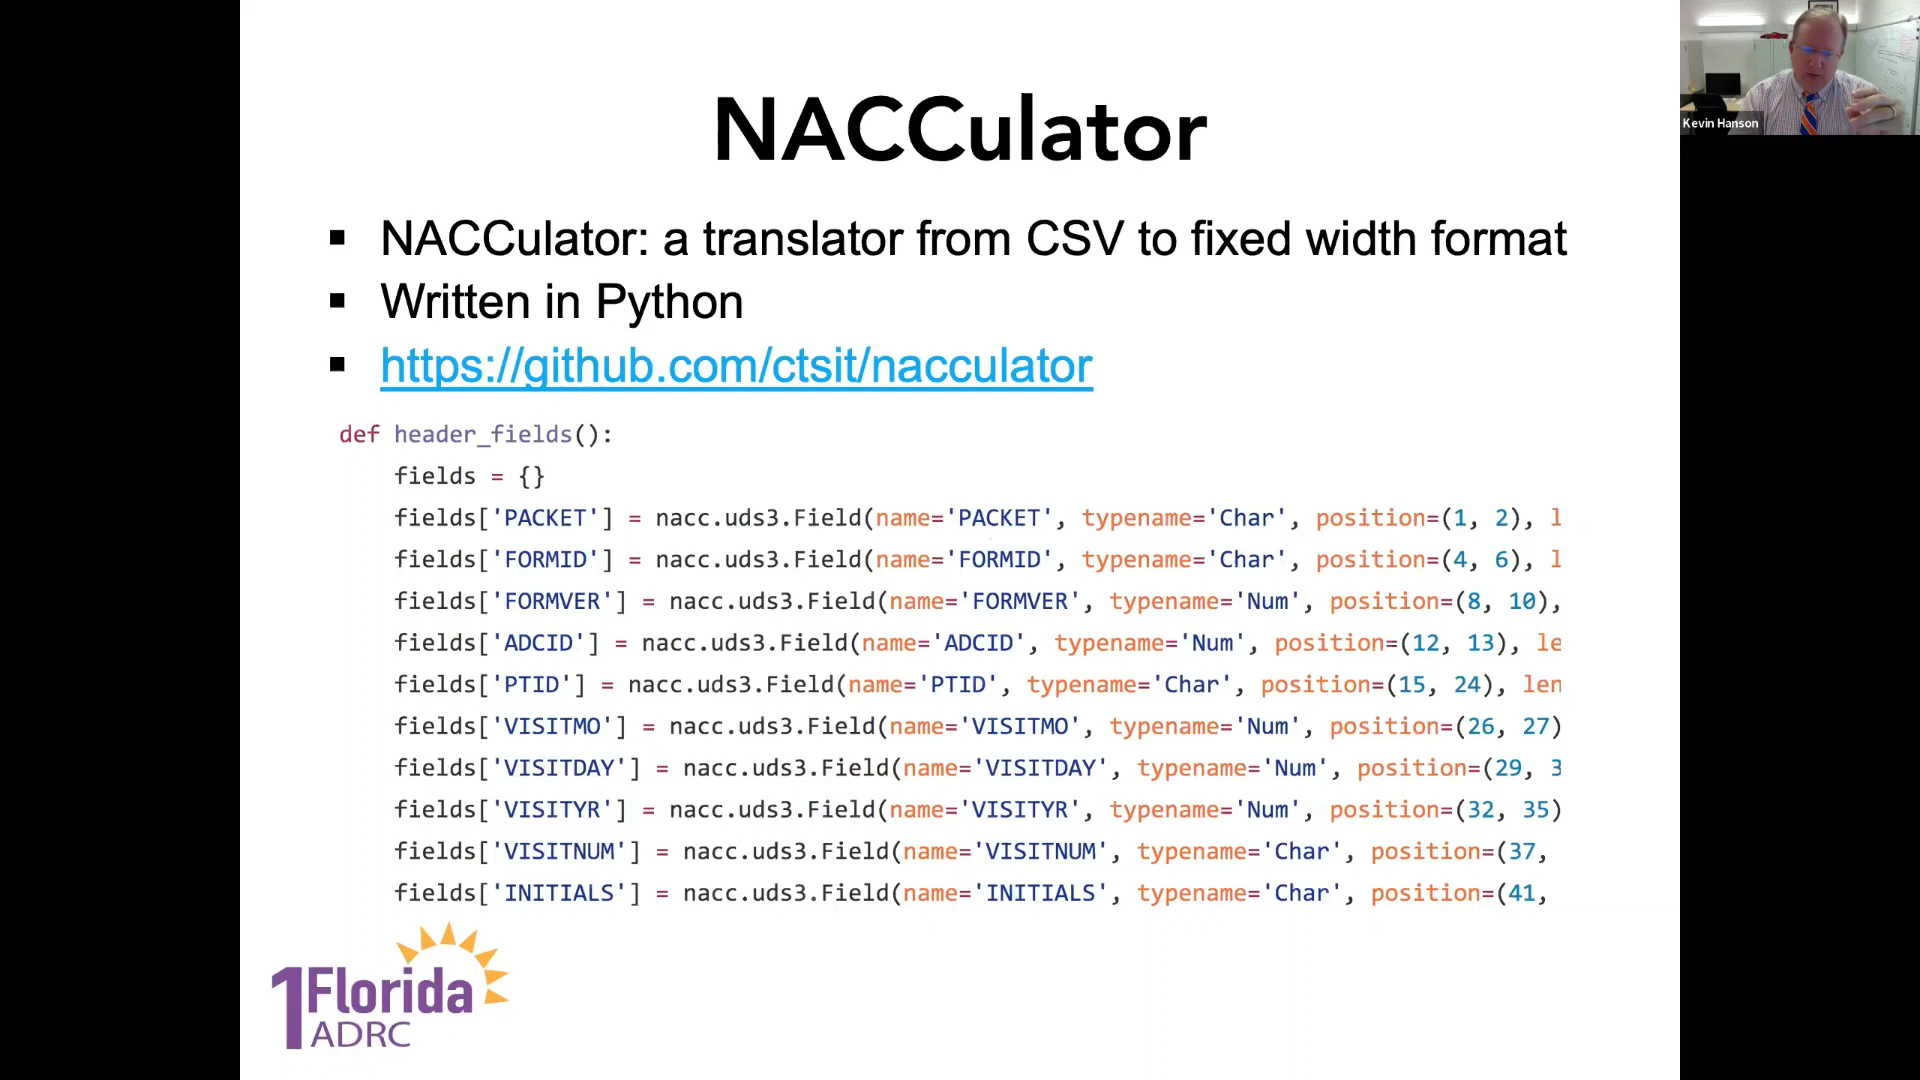 NACCulator
▪ NACCulator: a translator from CSV to fixed width format
▪ Written in Python
▪ https://github.com/ctsit/nacculator
def header_fields():
fields = {}
fields['PACKET'] = nacc.uds3.Field(name='PACKET', typename='Char', position=(1, 2), l
fields['FORMID'] = nacc.uds3.Field(name='FORMID', typename='Char', position=(4, 6), l
fields['FORMVER'] = nacc.uds3.Field(name='FORMVER', typename='Num', position=(8, 10),
fields['ADCID'] = nacc.uds3.Field(name='ADCID', typename='Num', position=(12, 13), le
fields['PTID'] = nacc.uds3.Field(name='PTID', typename='Char', position=(15, 24), len
fields['VISITMO'] = nacc.uds3.Field(name='VISITMO', typename='Num', position=(26, 27)
fields['VISITDAY'] = nacc.uds3.Field(name='VISITDAY', typename='Num', position=(29, 3
fields['VISITYR'] = nacc.uds3.Field(name='VISITYR', typename='Num', position=(32, 35)
fields['VISITNUM'] = nacc.uds3.Field(name='VISITNUM', typename='Char', position=(37,
fields['INITIALS'] = nacc.uds3.Field(name='INITIALS', typename='Char', position=(41,
1Florida
ADRC
Kevin Hanson